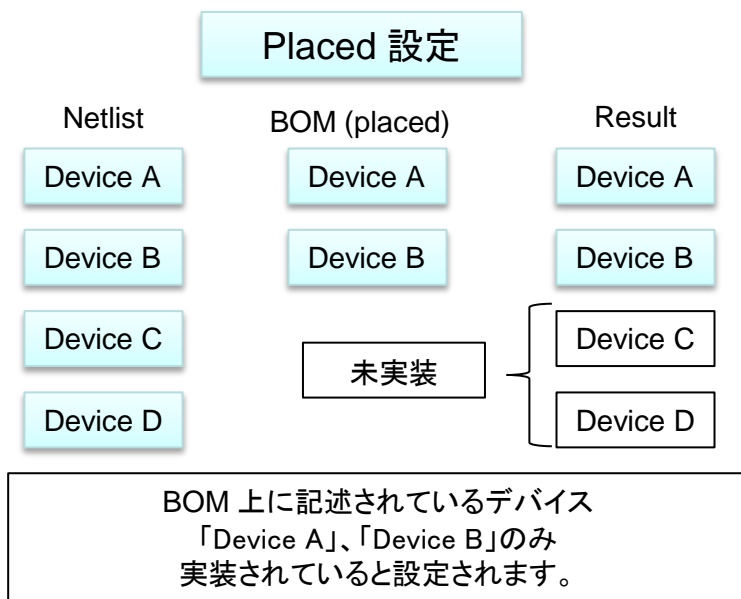 Placed 設定
Netlist
BOM (placed)
Result
Device A
Device A
Device A
Device B
Device B
Device B
Device C
未実装
Device C
Device D
Device D
BOM 上に記述されているデバイス
「Device A」、「Device B」のみ
実装されていると設定されます。